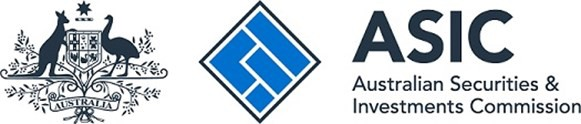 AUSTRALIA
ASIC
Australian Securities &
Investments Commission